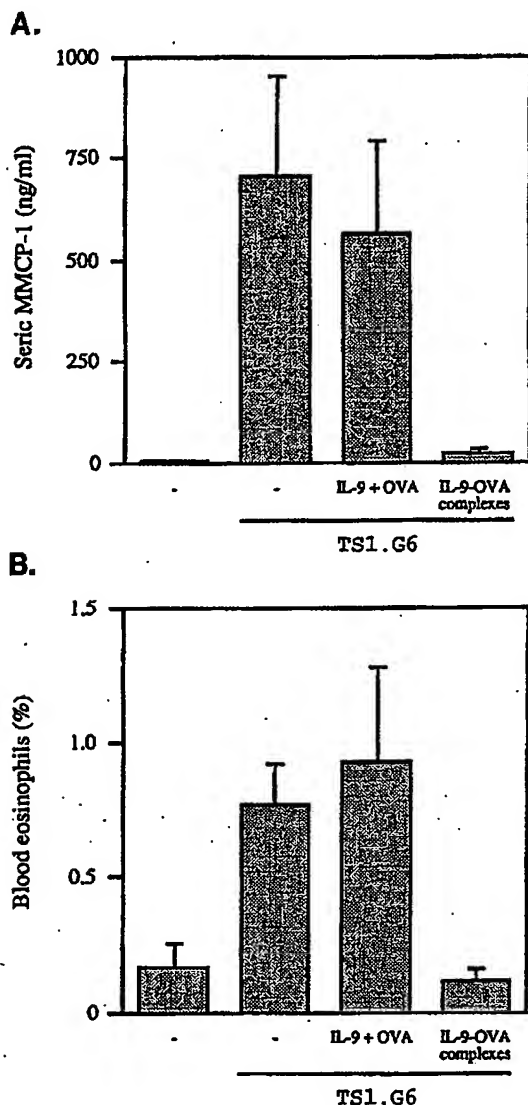 A.
Seric MMCP-1 (ng/ml)
1000
750
500
250
0
- - IL-9 + OVA IL-9-OVA
complexes
TS1.G6
B.
Blood eosinophils (%)
1.5
1.0
0.5
0
- - IL-9 + OVA IL-9-OVA
complexes
TS1.G6